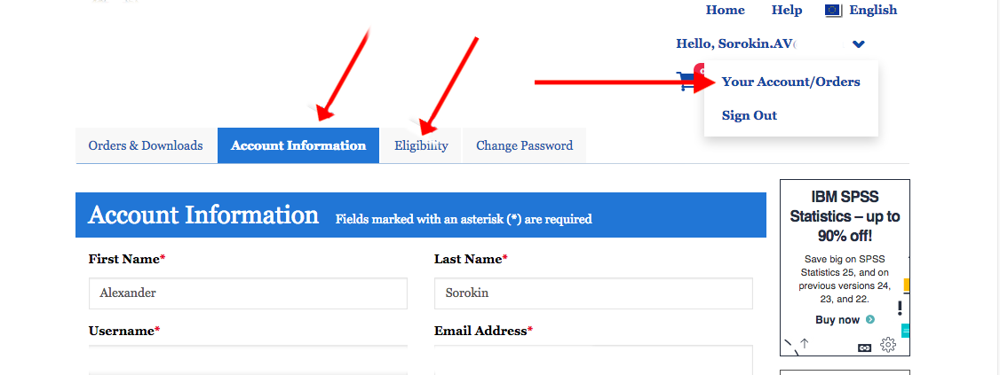 Home Help English
Hello, Sorokin.AV
Your Account/Orders
Sign Out
Orders & Downloads Account Information Eligibility Change Password
Account Information Fields marked with an asterisk (*) are required
First Name* Last Name*
Alexander Sorokin
Username* Email Address*
IBM SPSS
Statistics – up to
90% off!
Save big on SPSS
Statistics 25, and on
previous versions 24,
23, and 22.
Buy now